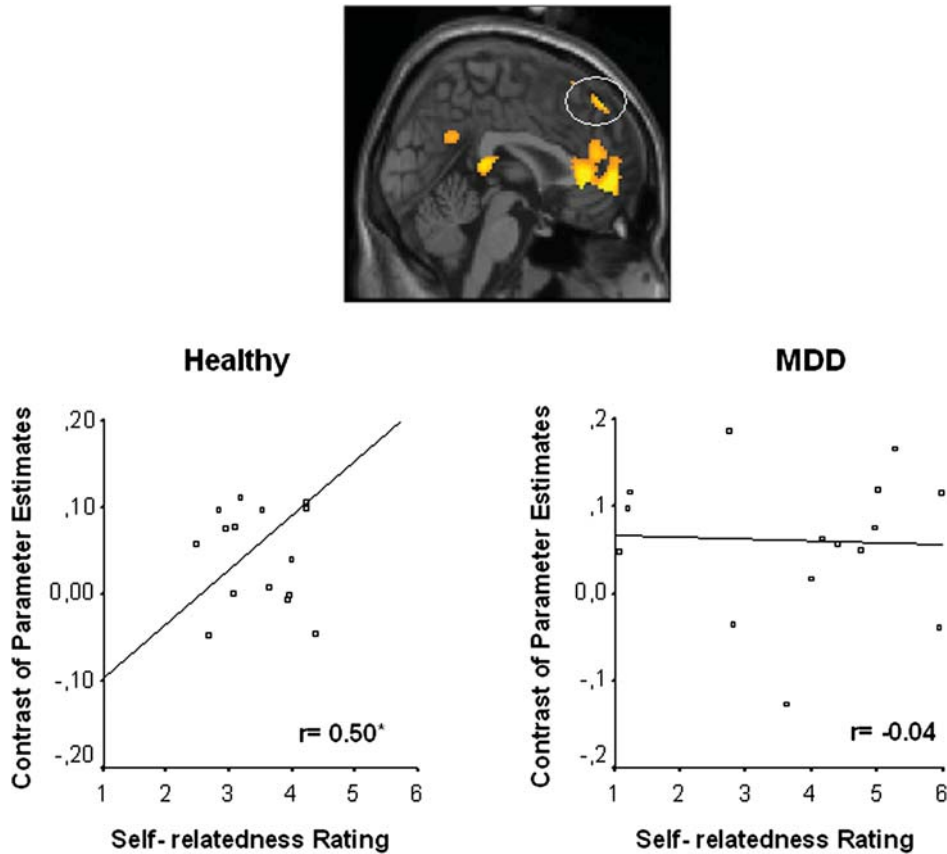 Healthy
MDD
Contrast of Parameter Estimates
,20
,10
0,00
-,10
-,20
r= 0.50*
1 2 3 4 5 6
Self- relatedness Rating
Contrast of Parameter Estimates
,2
,1
0,0
-,1
-,2
r= -0.04
1 2 3 4 5 6
Self- relatedness Rating